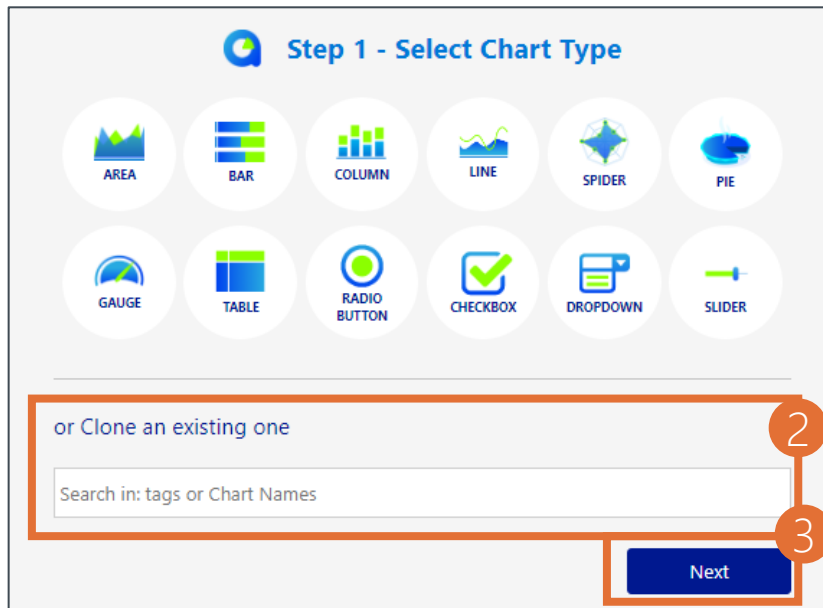 Step 1 - Select Chart Type
AREA
BAR
COLUMN
LINE
SPIDER
PIE
GAUGE
TABLE
RADIO
BUTTON
CHECKBOX
DROPDOWN
SLIDER
or Clone an existing one
2
Search in: tags or Chart Names
3
Next